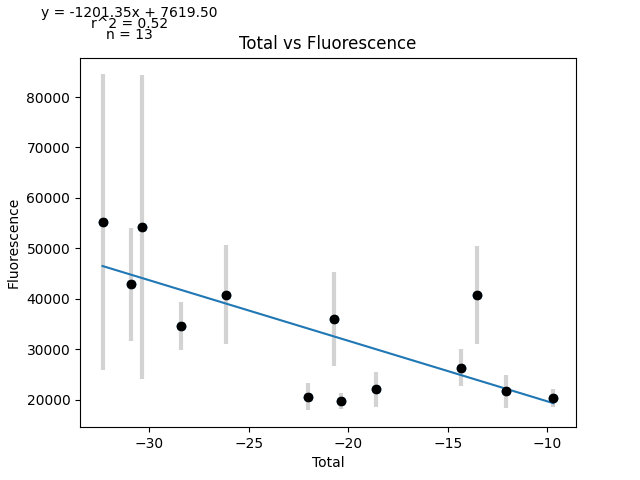 y = -1201.35x + 7619.50
r^2 = 0.52
n = 13
Total vs Fluorescence
80000
70000
60000
50000
40000
30000
20000
Fluorescence
−30
−25
−20
−15
−10
Total